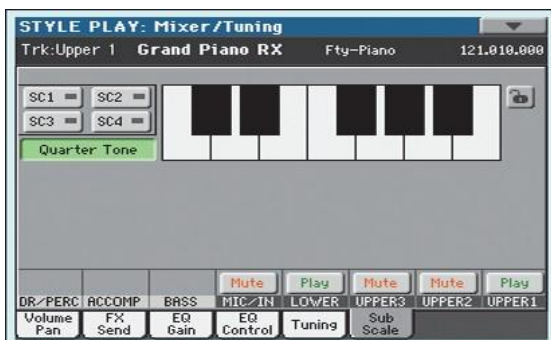 STYLE PLAY: Mixer/Tuning
Trk:Upper 1 Grand Piano RX Fty-Piano 121.010.000
SC1 SC2
SC3 SC4
Quarter Tone
Mute Play Mute Mute Play
DR/PERC ACCOMP BASS MIC/IN LOWER UPPER3 UPPER2 UPPER1
Volume Pan FX Send EQ Gain EQ Control Tuning Sub Scale